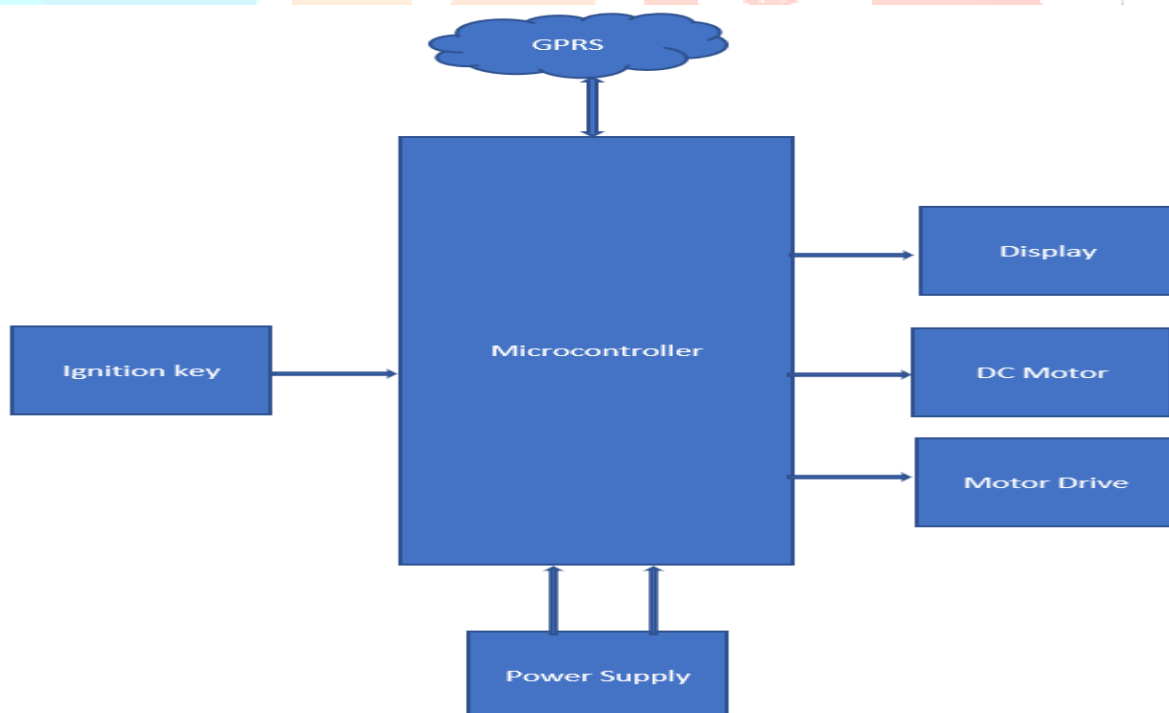 GPRS
Display
Microcontroller
Ignition key
DC Motor
Motor Drive
Power Supply